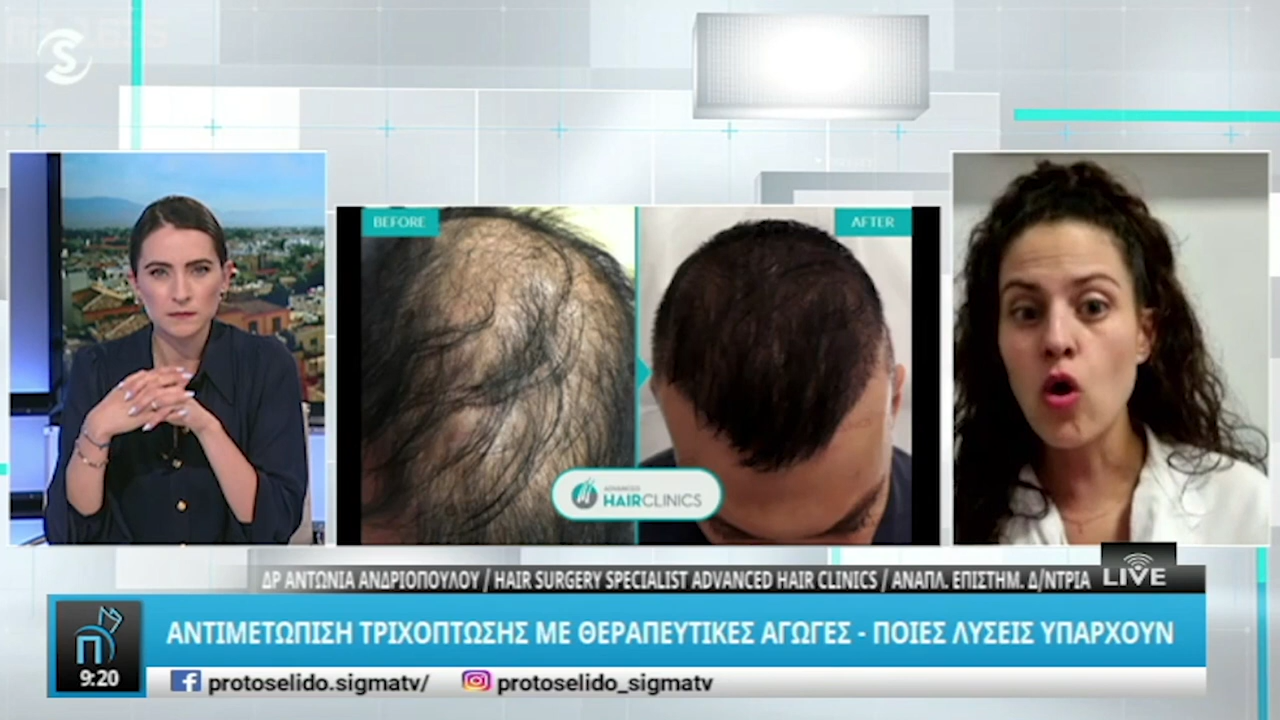 S
BEFORE
AFTER
ADVANCED
HAIRCLINICS
ΔΡ ΑΝΤΩΝΙΑ ΑΝΔΡΙΟΠΟΥΛΟΥ / HAIR SURGERY SPECIALIST ADVANCED HAIR CLINICS / ΑΝΑΠΛ. ΕΠΙΣΤΗΜ. Δ/ΝΤΡΙΑ
LIVE
ΑΝΤΙΜΕΤΩΠΙΣΗ ΤΡΙΧΟΠΤΩΣΗΣ ΜΕ ΘΕΡΑΠΕΥΤΙΚΕΣ ΑΓΩΓΕΣ - ΠΟΙΕΣ ΛΥΣΕΙΣ ΥΠΑΡΧΟΥΝ
Π
9:20
protoselido.sigmatv/
protoselido_sigmatv